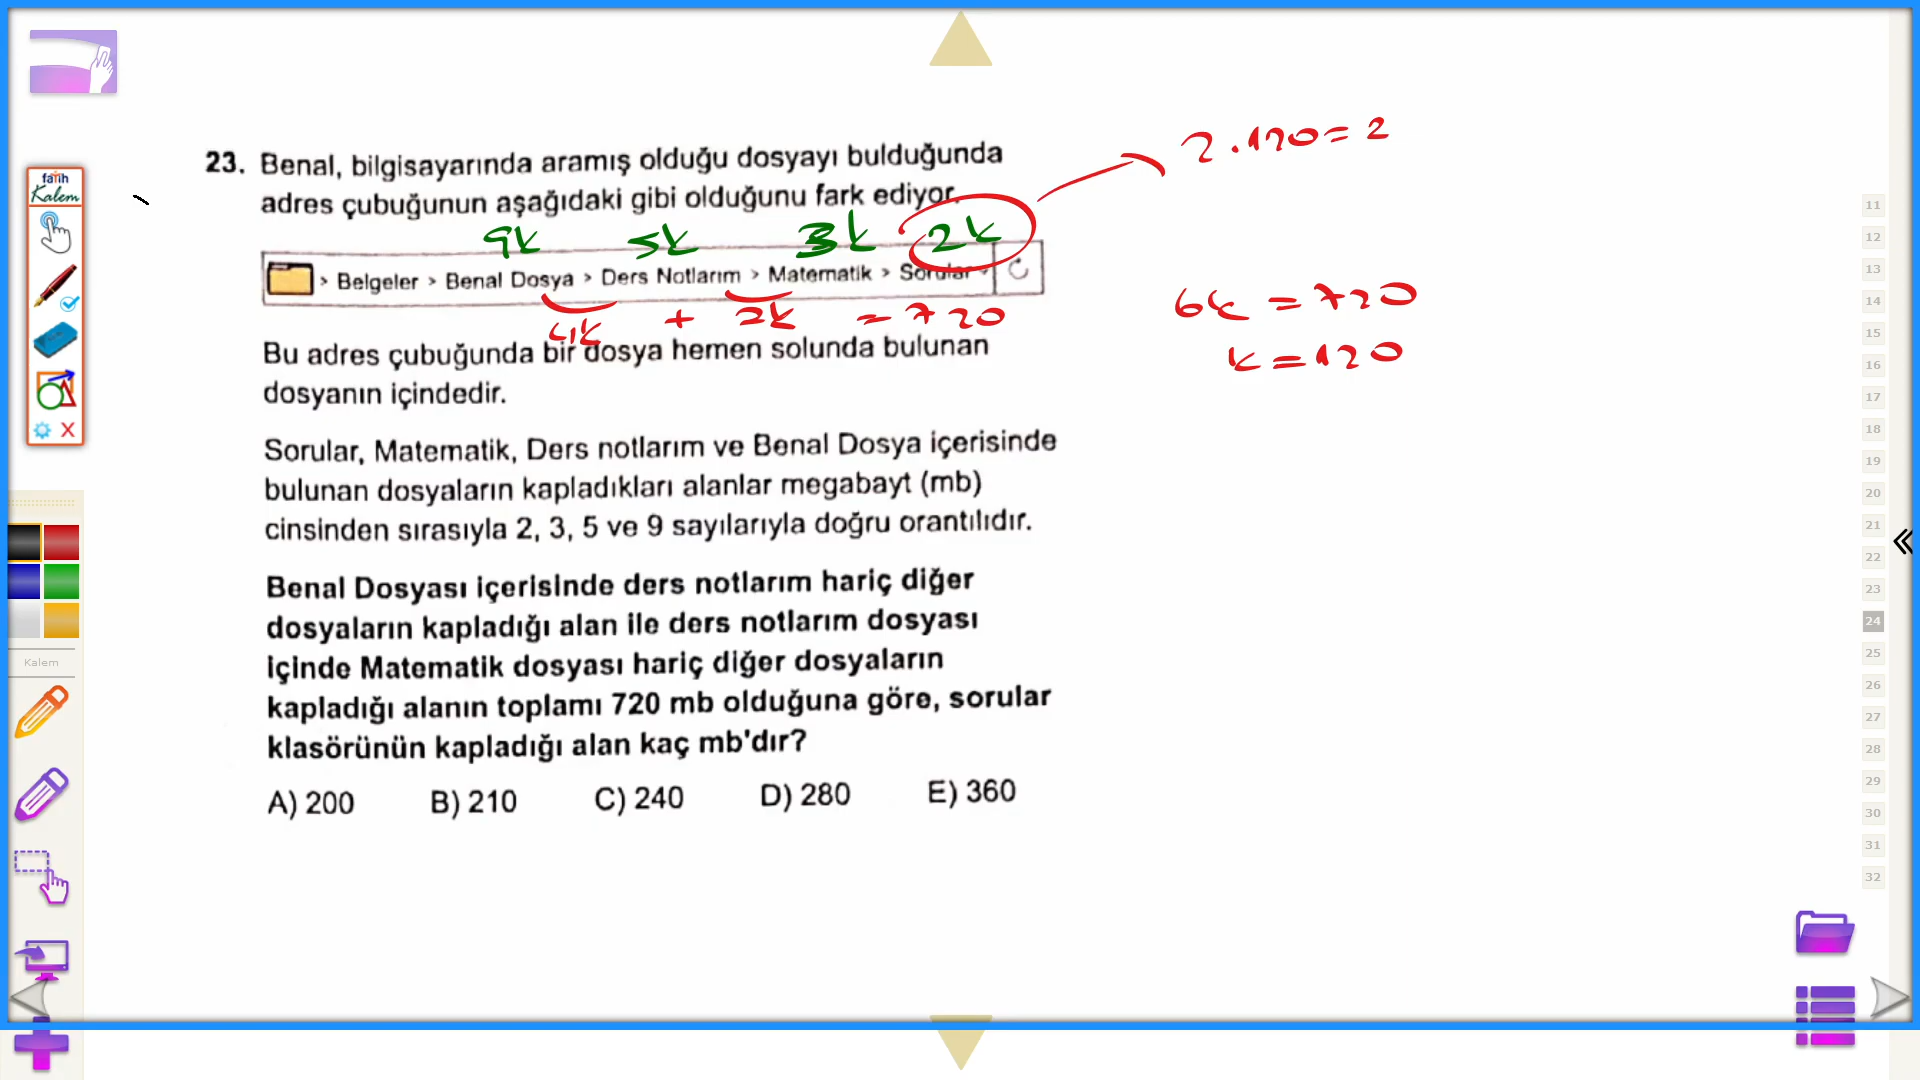 fatih
Kalem
2.120=2
23. Benal, bilgisayarında aramış olduğu dosyayı bulduğunda
adres çubuğunun aşağıdaki gibi olduğunu fark ediyor.
9k 5k 3k 2k
> Belgeler > Benal Dosya > Ders Notlarım > Matematik > Sorular
4k + 2k = 720
6k = 720
k = 120
Bu adres çubuğunda bir dosya hemen solunda bulunan
dosyanın içindedir.
Sorular, Matematik, Ders notlarım ve Benal Dosya içerisinde
bulunan dosyaların kapladıkları alanlar megabayt (mb)
cinsinden sırasıyla 2, 3, 5 ve 9 sayılarıyla doğru orantılıdır.
Benal Dosyası içerisinde ders notlarım hariç diğer
dosyaların kapladığı alan ile ders notlarım dosyası
içinde Matematik dosyası hariç diğer dosyaların
kapladığı alanın toplamı 720 mb olduğuna göre, sorular
klasörünün kapladığı alan kaç mb'dır?
A) 200 B) 210 C) 240 D) 280 E) 360
Kalem
11
12
13
14
15
16
17
18
19
20
21
22
23
24
25
26
27
28
29
30
31
32